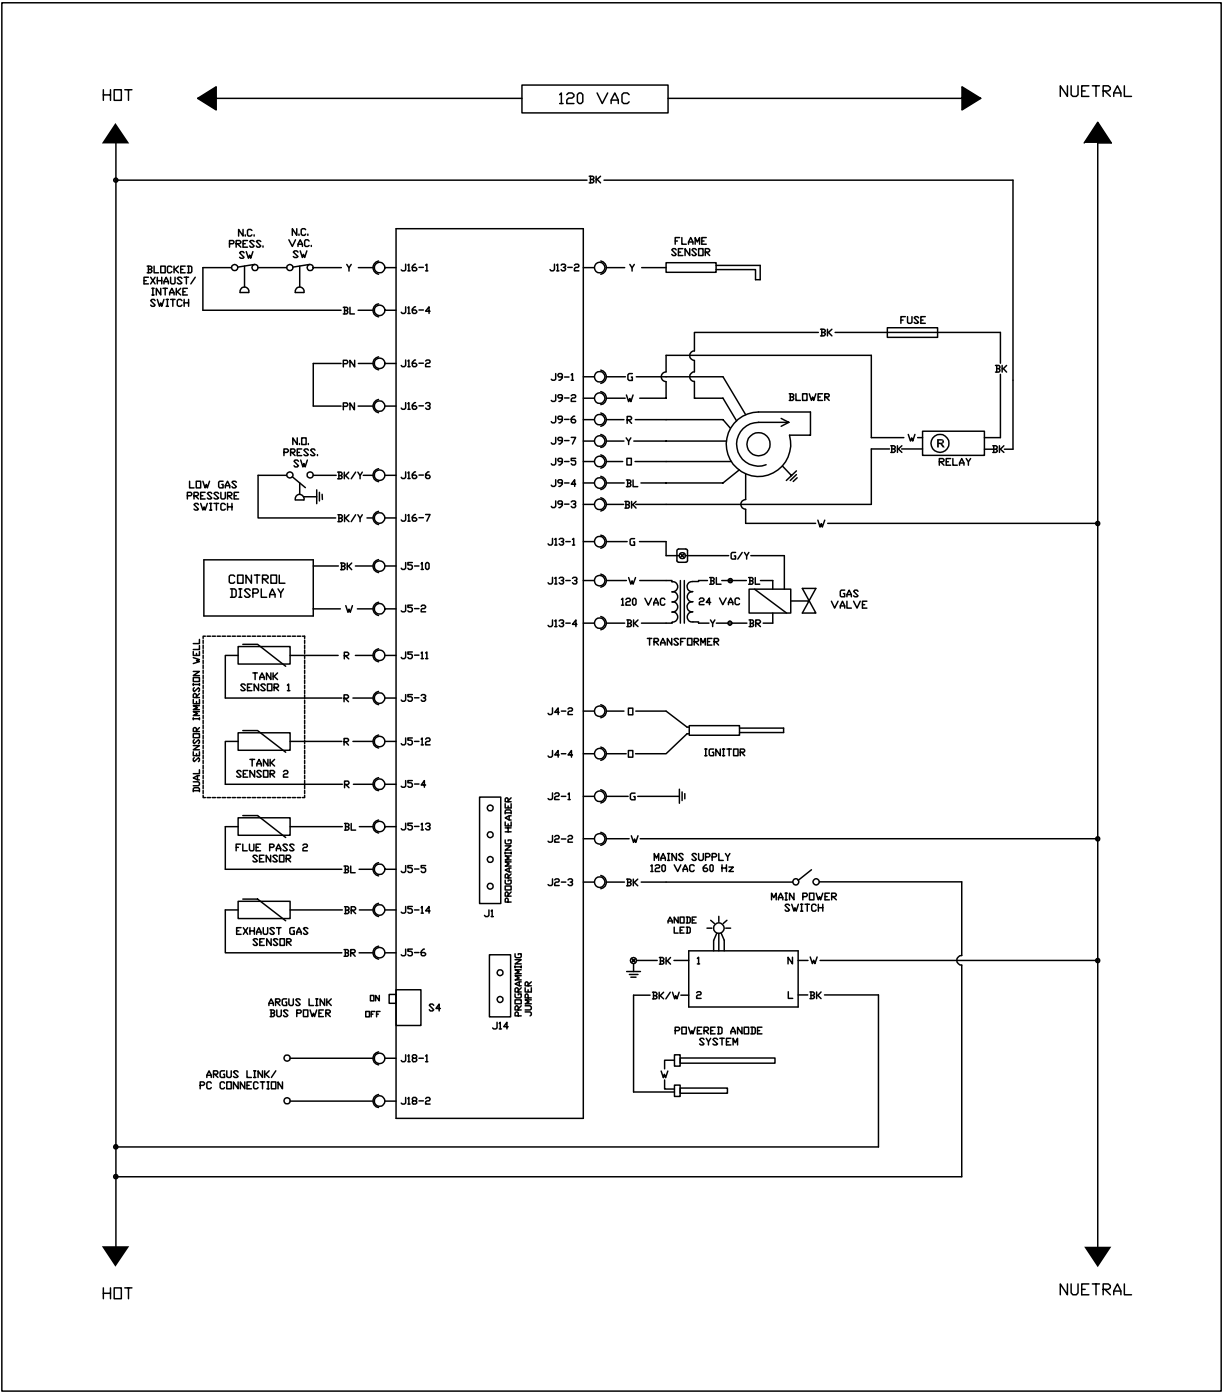 HOT
120 VAC
NUETRAL
BK
N.C.
PRESS.
SW
N.C.
VAC.
SW
BLOCKED
EXHAUST/
INTAKE
SWITCH
Y
J16-1
BL
J16-4
PN
J16-2
PN
J16-3
N.O.
PRESS.
SW
LOW GAS
PRESSURE
SWITCH
BK/Y
J16-6
BK/Y
J16-7
CONTROL
DISPLAY
BK
J5-10
W
J5-2
DUAL SENSOR IMMERSION WELL
TANK
SENSOR 1
R
J5-11
R
J5-3
TANK
SENSOR 2
R
J5-12
R
J5-4
FLUE PASS 2
SENSOR
BL
J5-13
BL
J5-5
EXHAUST GAS
SENSOR
BR
J5-14
BR
J5-6
ARGUS LINK
BUS POWER
ON
OFF
S4
ARGUS LINK/
PC CONNECTION
J18-1
J18-2
PROGRAMMING HEADER
J1
PROGRAMMING
JUMPER
J14
J13-2
Y
FLAME
SENSOR
BK
FUSE
BK
J9-1
G
J9-2
W
J9-6
R
J9-7
Y
J9-5
O
J9-4
BL
J9-3
BK
BLOWER
W
BK
R
RELAY
BK
W
J13-1
G
G/Y
J13-3
W
120 VAC
24 VAC
BL
BL
J13-4
BK
Y
BR
TRANSFORMER
GAS
VALVE
J4-2
O
J4-4
O
IGNITOR
J2-1
G
J2-2
W
MAINS SUPPLY
120 VAC 60 Hz
J2-3
BK
MAIN POWER
SWITCH
ANODE
LED
BK
1
N
W
BK/W
2
L
BK
POWERED ANODE
SYSTEM
W
HOT
NUETRAL